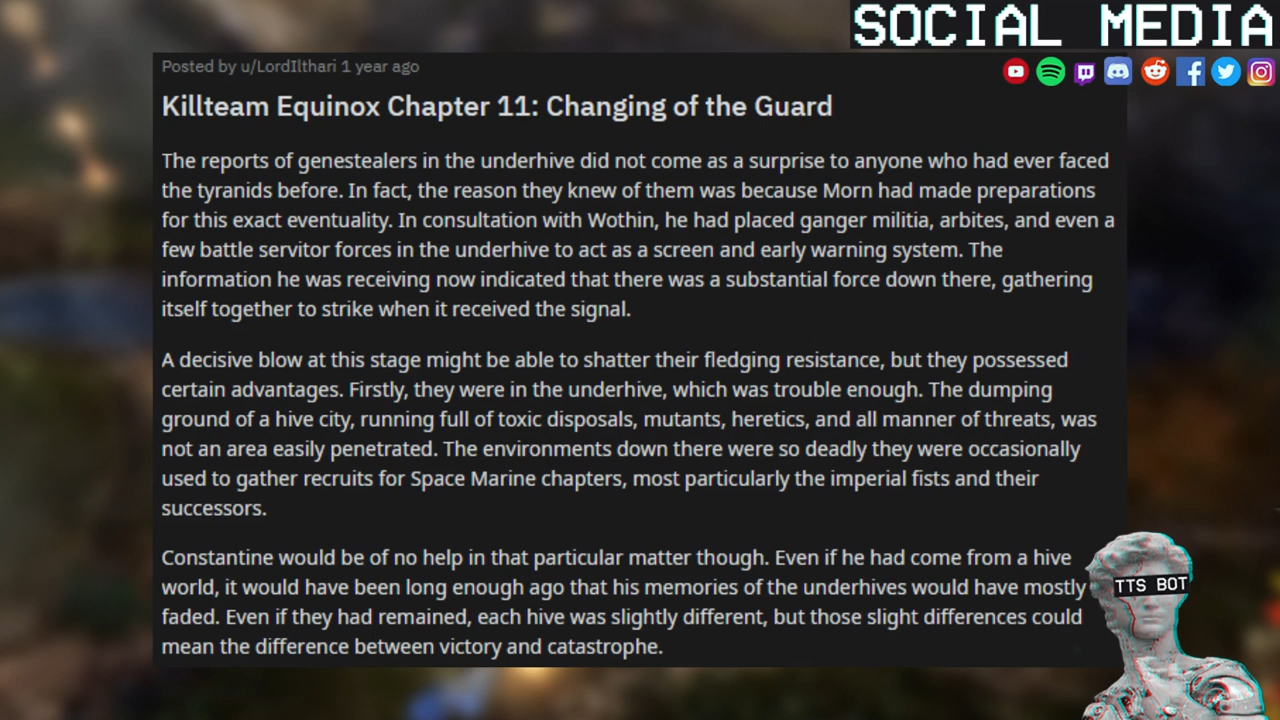 SOCIAL MEDIA
Posted by u/LordIlthari 1 year ago
Killteam Equinox Chapter 11: Changing of the Guard
The reports of genestealers in the underhive did not come as a surprise to anyone who had ever faced
the tyranids before. In fact, the reason they knew of them was because Morn had made preparations
for this exact eventuality. In consultation with Wothin, he had placed ganger militia, arbites, and even a
few battle servitor forces in the underhive to act as a screen and early warning system. The
information he was receiving now indicated that there was a substantial force down there, gathering
itself together to strike when it received the signal.
A decisive blow at this stage might be able to shatter their fledging resistance, but they possessed
certain advantages. Firstly, they were in the underhive, which was trouble enough. The dumping
ground of a hive city, running full of toxic disposals, mutants, heretics, and all manner of threats, was
not an area easily penetrated. The environments down there were so deadly they were occasionally
used to gather recruits for Space Marine chapters, most particularly the imperial fists and their
successors.
Constantine would be of no help in that particular matter though. Even if he had come from a hive
world, it would have been long enough ago that his memories of the underhives would have mostly
faded. Even if they had remained, each hive was slightly different, but those slight differences could
mean the difference between victory and catastrophe.
TTS BOT